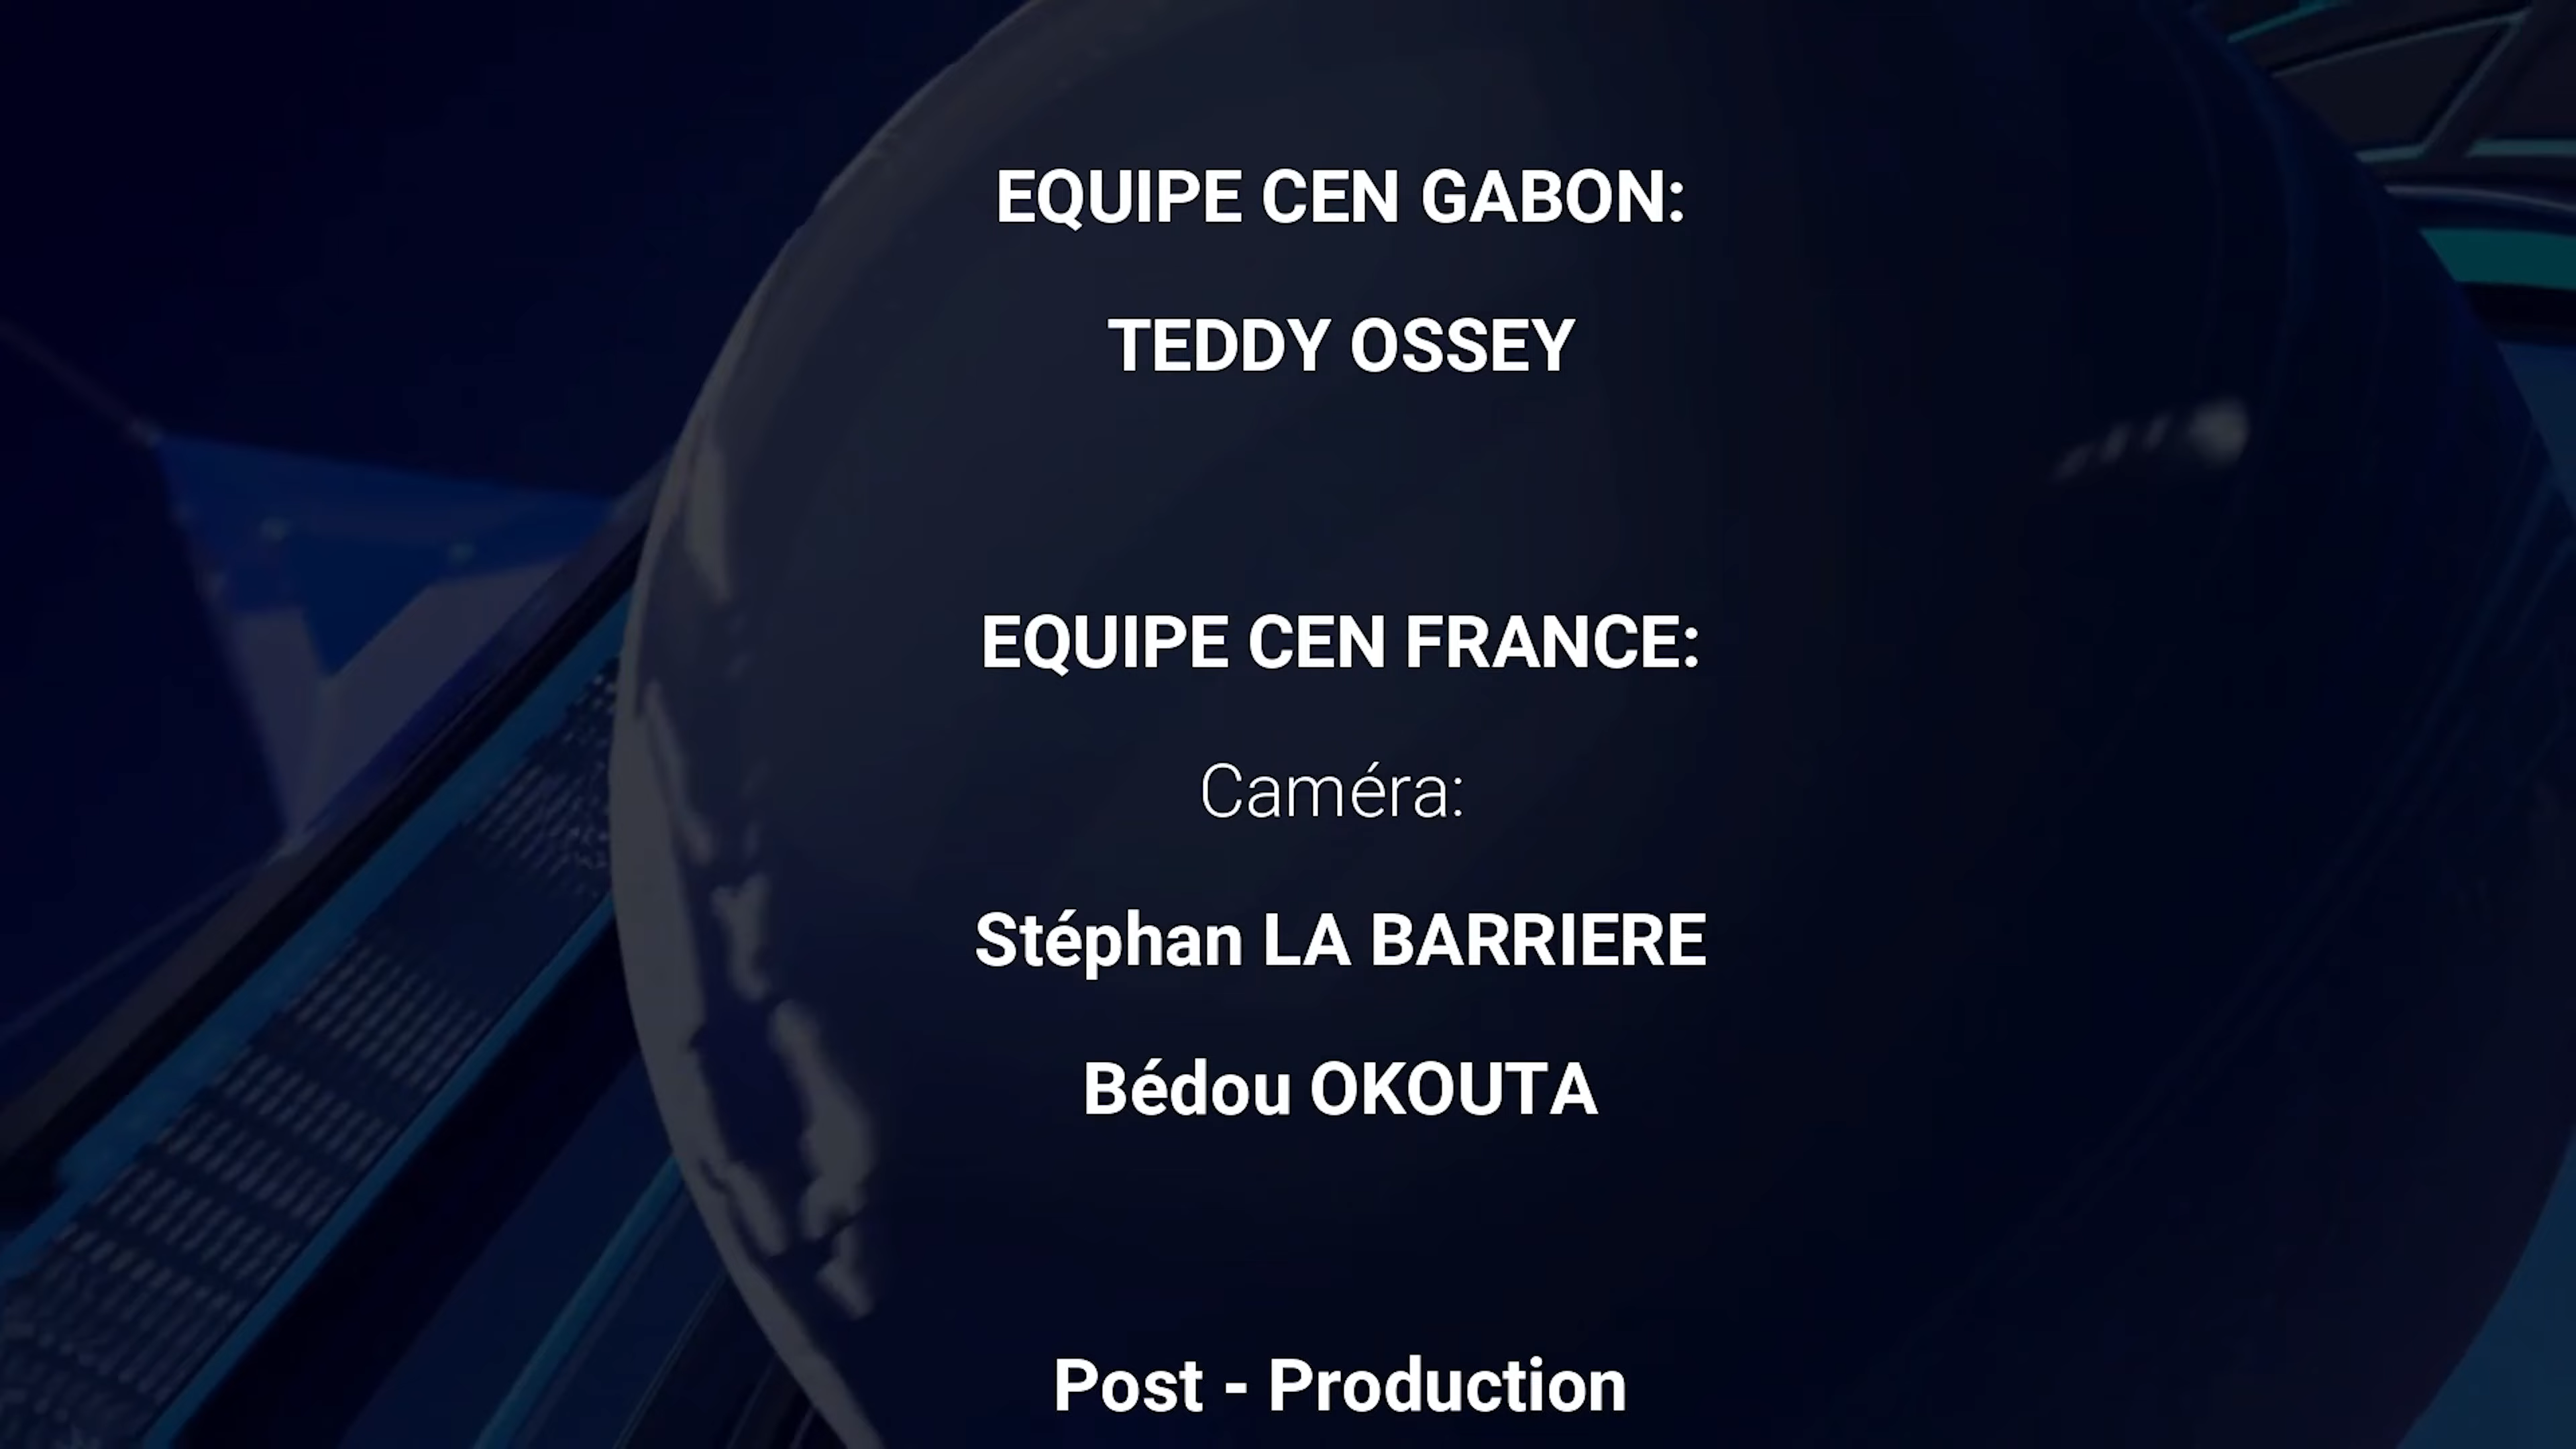 EQUIPE CEN GABON:
TEDDY OSSEY
EQUIPE CEN FRANCE:
Caméra:
Stéphan LA BARRIERE
Bédou OKOUTA
Post - Production